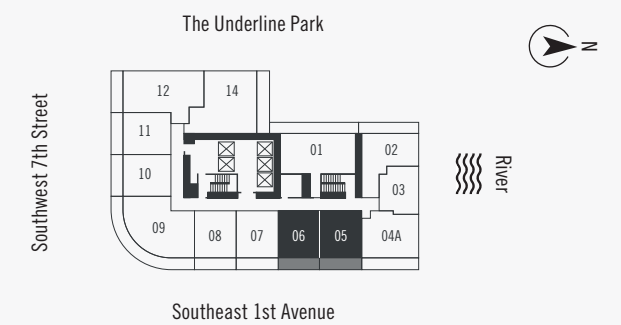 The Underline Park
N
Southwest 7th Street
12
14
11
01
02
10
03
09
08
07
06
05
04A
River
Southeast 1st Avenue